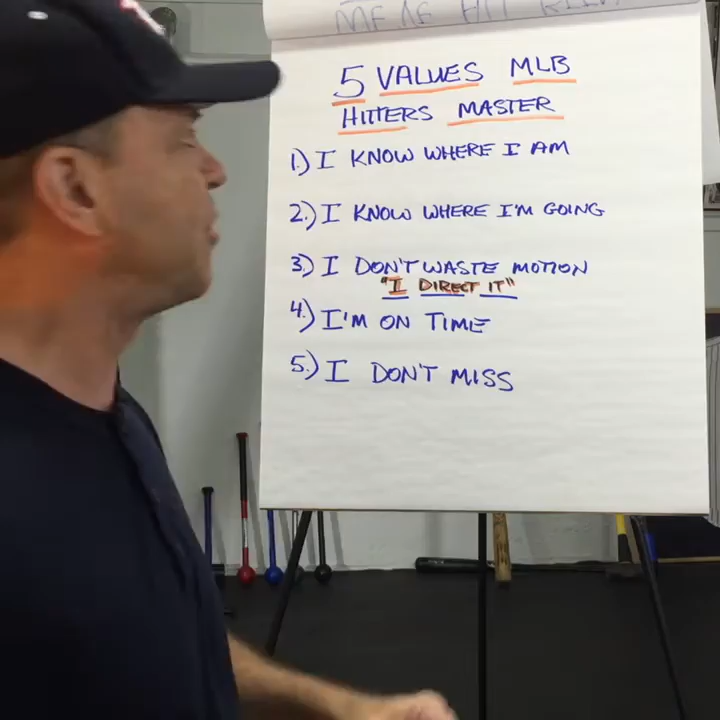 5 VALUES MLB
HITTERS MASTER
1.) I KNOW WHERE I AM
2.) I KNOW WHERE I'M GOING
3.) I DON'T WASTE MOTION
"I DIRECT IT"
4.) I'M ON TIME
5.) I DON'T MISS